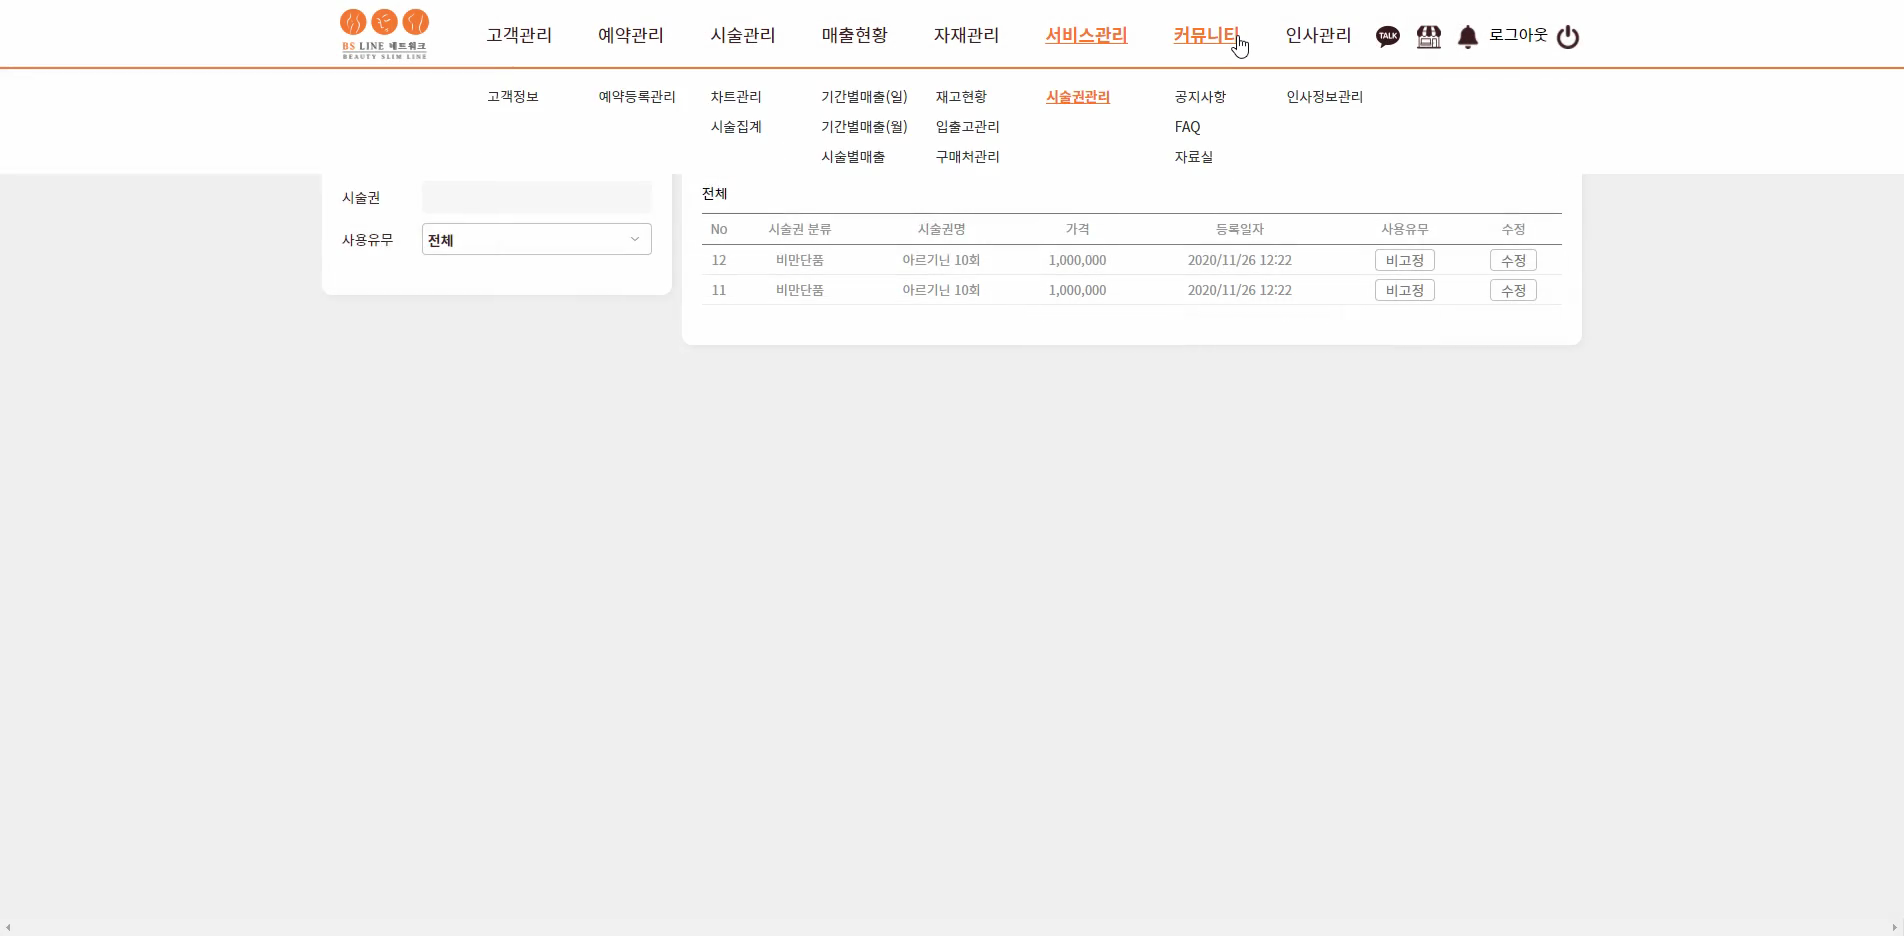 BS LINE 네트워크
BEAUTY SLIM LINE
고객관리 예약관리 시술관리 매출현황 자재관리 서비스관리 커뮤니티 인사관리 TALK 로그아웃
고객정보 예약등록관리 차트관리 기간별매출(일) 재고현황 시술권관리 공지사항 인사정보관리
시술집계 기간별매출(월) 입출고관리 FAQ
시술별매출 구매처관리 자료실
시술권
사용유무 전체
전체
No 시술권 분류 시술권명 가격 등록일자 사용유무 수정
12 비만단품 아르기닌 10회 1,000,000 2020/11/26 12:22 비고정 수정
11 비만단품 아르기닌 10회 1,000,000 2020/11/26 12:22 비고정 수정